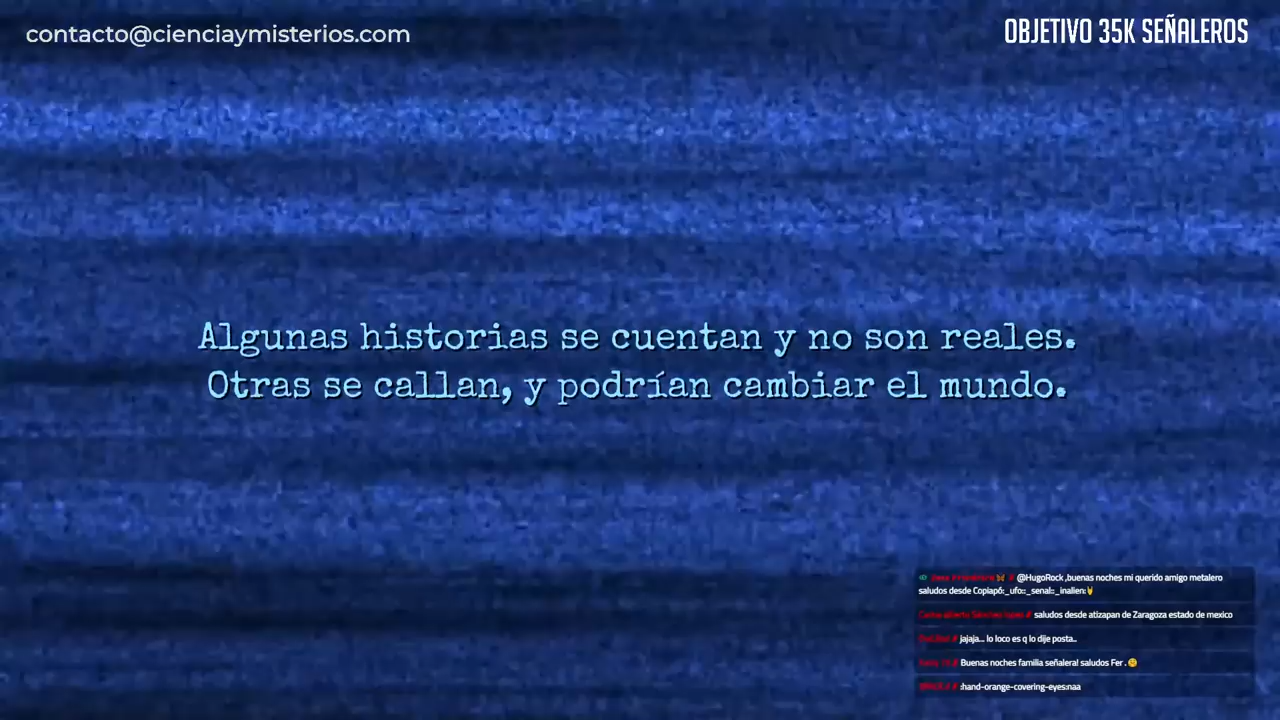 contacto@cienciaymisterios.com
OBJETIVO 35K SEÑALEROS
Algunas historias se cuentan y no son reales.
Otras se callan, y podrían cambiar el mundo.
@HugoRock ,buenas noches mi querido amigo metalero
saludos desde Copiapó:_ufo::_senal::_inalien:
saludos desde atizapan de Zaragoza estado de mexico
jajaja... lo loco es q lo dije posta..
Buenas noches familia señalera! saludos Fer .
:hand-orange-covering-eyes:naa